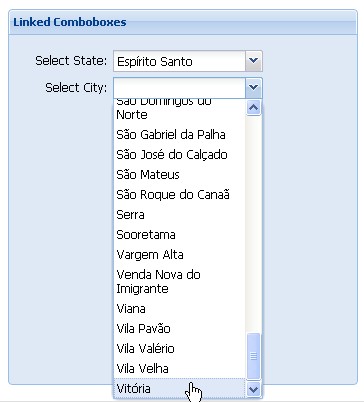 Linked Comboboxes
Select State:
Espírito Santo
Select City:
São Domingos do
Norte
São Gabriel da Palha
São José do Calçado
São Mateus
São Roque do Canaã
Serra
Sooretama
Vargem Alta
Venda Nova do
Imigrante
Viana
Vila Pavão
Vila Valério
Vila Velha
Vitória